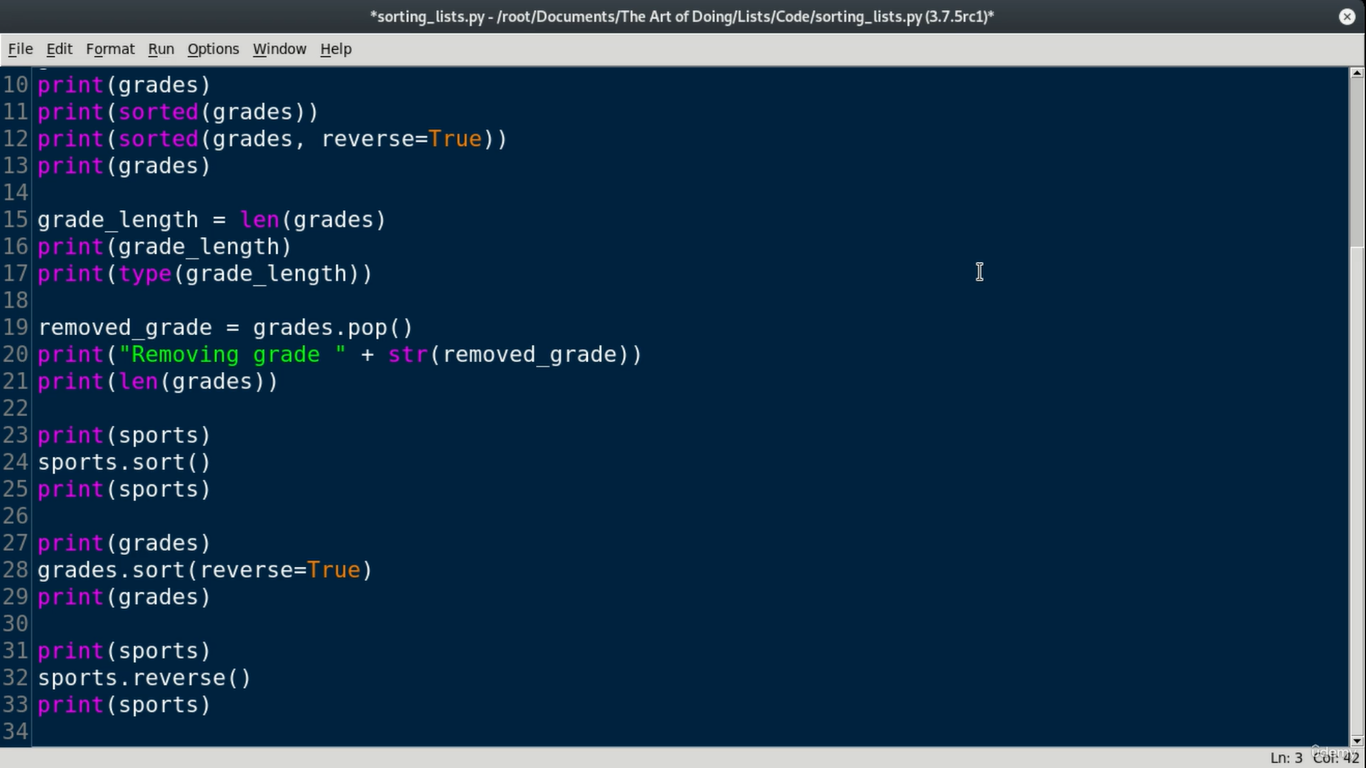 *sorting_lists.py - /root/Documents/The Art of Doing/Lists/Code/sorting_lists.py (3.7.5rc1)*
File Edit Format Run Options Window Help
10 print(grades)
11 print(sorted(grades))
12 print(sorted(grades, reverse=True))
13 print(grades)
14
15 grade_length = len(grades)
16 print(grade_length)
17 print(type(grade_length))
18
19 removed_grade = grades.pop()
20 print("Removing grade " + str(removed_grade))
21 print(len(grades))
22
23 print(sports)
24 sports.sort()
25 print(sports)
26
27 print(grades)
28 grades.sort(reverse=True)
29 print(grades)
30
31 print(sports)
32 sports.reverse()
33 print(sports)
34
Ln: 3 Col: 42
Udemy